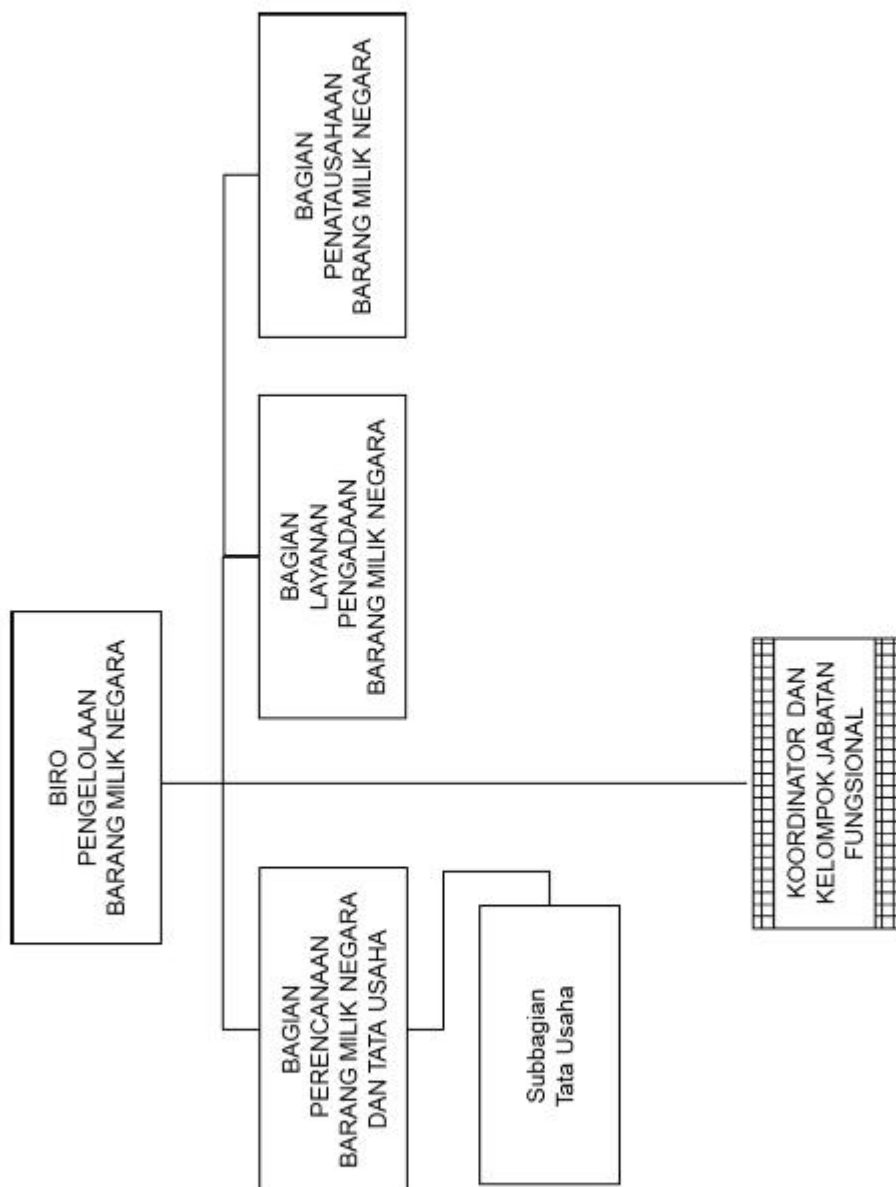 BIRO
PENGELOLAAN
BARANG MILIK NEGARA
BAGIAN
PERENCANAAN
BARANG MILIK NEGARA
DAN TATA USAHA
BAGIAN
LAYANAN
PENGADAAN
BARANG MILIK NEGARA
BAGIAN
PENATAUSAHAAN
BARANG MILIK NEGARA
Subbagian
Tata Usaha
KOORDINATOR DAN
KELOMPOK JABATAN
FUNGSIONAL